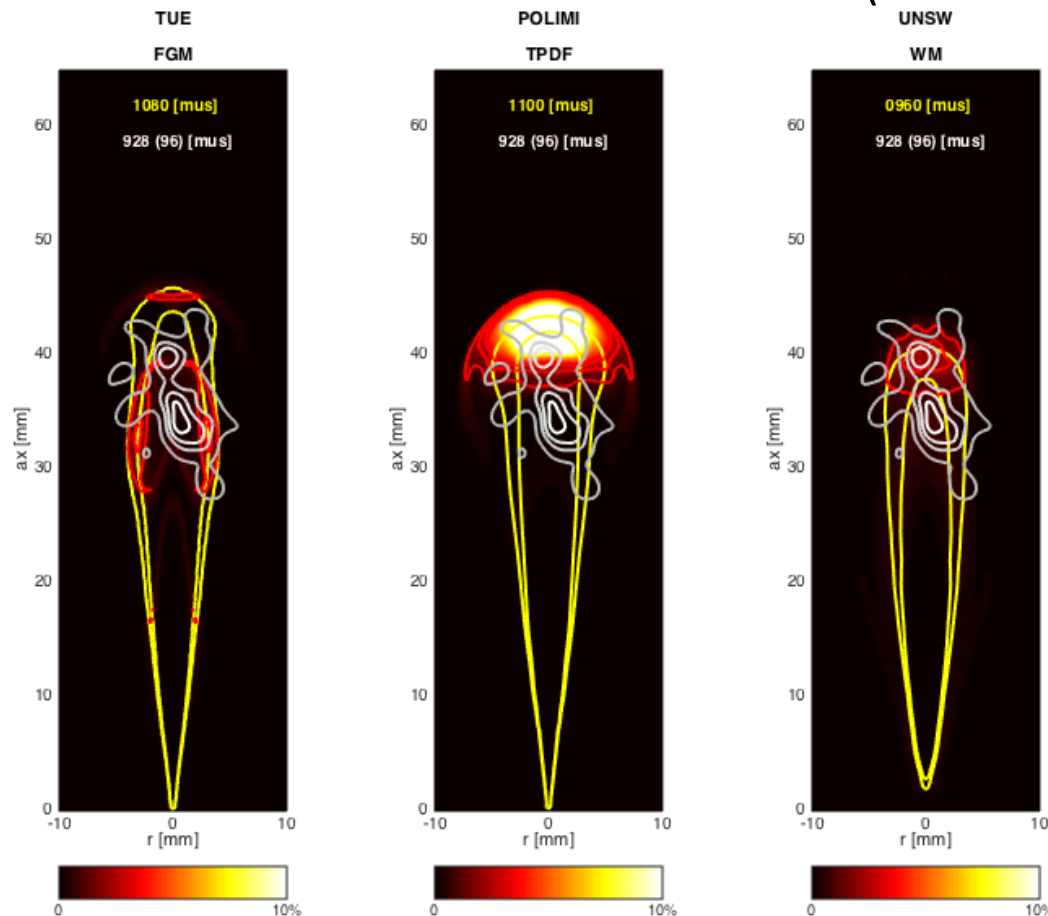 (
TUE POLIMI UNSW
FGM TPDF WM
1080 [mus] 1100 [mus] 0960 [mus]
928 (96) [mus] 928 (96) [mus] 928 (96) [mus]
60 60 60
50 50 50
40 40 40
ax [mm] ax [mm] ax [mm]
30 30 30
20 20 20
10 10 10
0 0 0
-10 0 10 -10 0 10 -10 0 10
r [mm] r [mm] r [mm]
0 10% 0 10% 0 10%